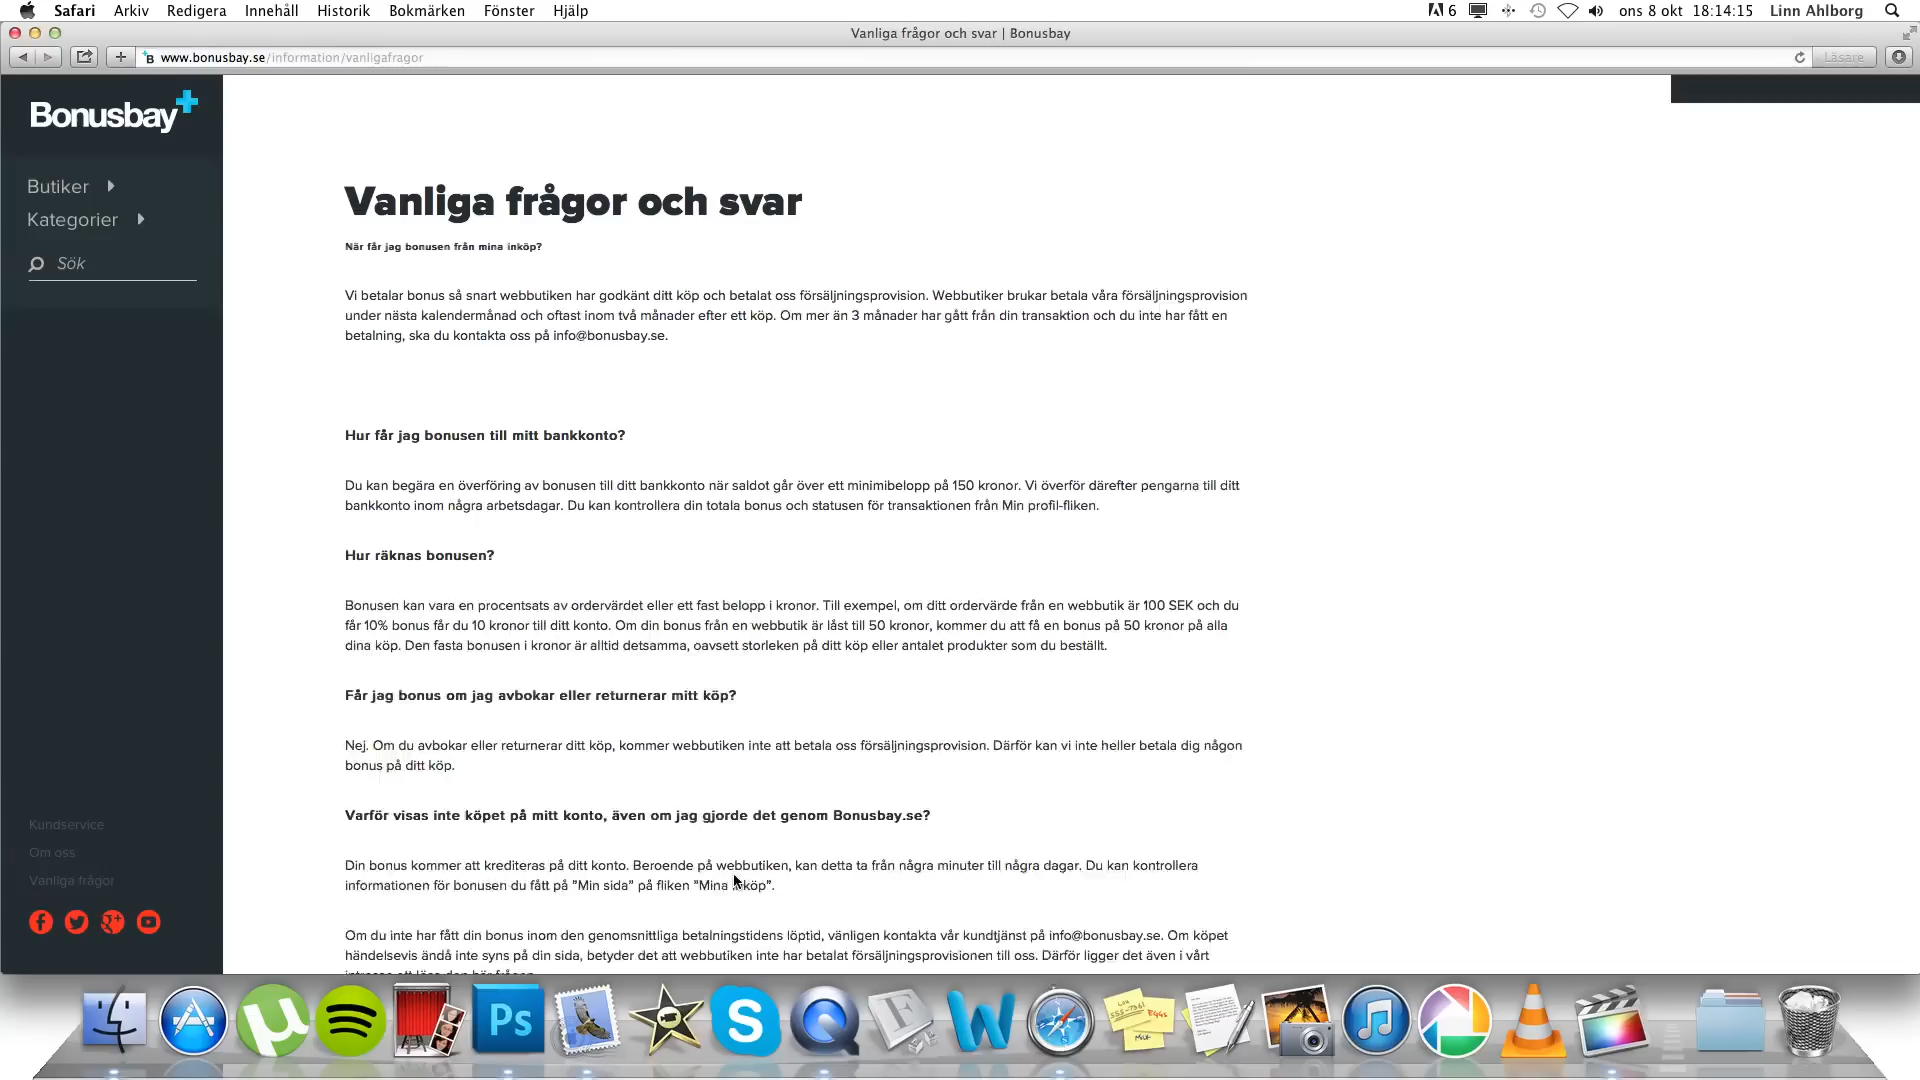 Safari Arkiv Redigera Innehåll Historik Bokmärken Fönster Hjälp 6 ons 8 okt 18:14:15 Linn Ahlborg
Vanliga frågor och svar | Bonusbay
www.bonusbay.se/information/vanligafragor Läsare
Bonusbay
Butiker
Kategorier
Sök
Vanliga frågor och svar
När får jag bonusen från mina inköp?
Vi betalar bonus så snart webbutiken har godkänt ditt köp och betalat oss försäljningsprovision. Webbutiker brukar betala våra försäljningsprovision
under nästa kalendermånad och oftast inom två månader efter ett köp. Om mer än 3 månader har gått från din transaktion och du inte har fått en
betalning, ska du kontakta oss på info@bonusbay.se.
Hur får jag bonusen till mitt bankkonto?
Du kan begära en överföring av bonusen till ditt bankkonto när saldot går över ett minimibelopp på 150 kronor. Vi överför därefter pengarna till ditt
bankkonto inom några arbetsdagar. Du kan kontrollera din totala bonus och statusen för transaktionen från Min profil-fliken.
Hur räknas bonusen?
Bonusen kan vara en procentsats av ordervärdet eller ett fast belopp i kronor. Till exempel, om ditt ordervärde från en webbutik är 100 SEK och du
får 10% bonus får du 10 kronor till ditt konto. Om din bonus från en webbutik är låst till 50 kronor, kommer du att få en bonus på 50 kronor på alla
dina köp. Den fasta bonusen i kronor är alltid detsamma, oavsett storleken på ditt köp eller antalet produkter som du beställt.
Får jag bonus om jag avbokar eller returnerar mitt köp?
Nej. Om du avbokar eller returnerar ditt köp, kommer webbutiken inte att betala oss försäljningsprovision. Därför kan vi inte heller betala dig någon
bonus på ditt köp.
Varför visas inte köpet på mitt konto, även om jag gjorde det genom Bonusbay.se?
Din bonus kommer att krediteras på ditt konto. Beroende på webbutiken, kan detta ta från några minuter till några dagar. Du kan kontrollera
informationen för bonusen du fått på ”Min sida” på fliken ”Mina inköp”.
Om du inte har fått din bonus inom den genomsnittliga betalningstidens löptid, vänligen kontakta vår kundtjänst på info@bonusbay.se. Om köpet
händelsevis ändå inte syns på din sida, betyder det att webbutiken inte har betalat försäljningsprovisionen till oss. Därför ligger det även i vårt
Kundservice
Om oss
Vanliga frågor
Ps